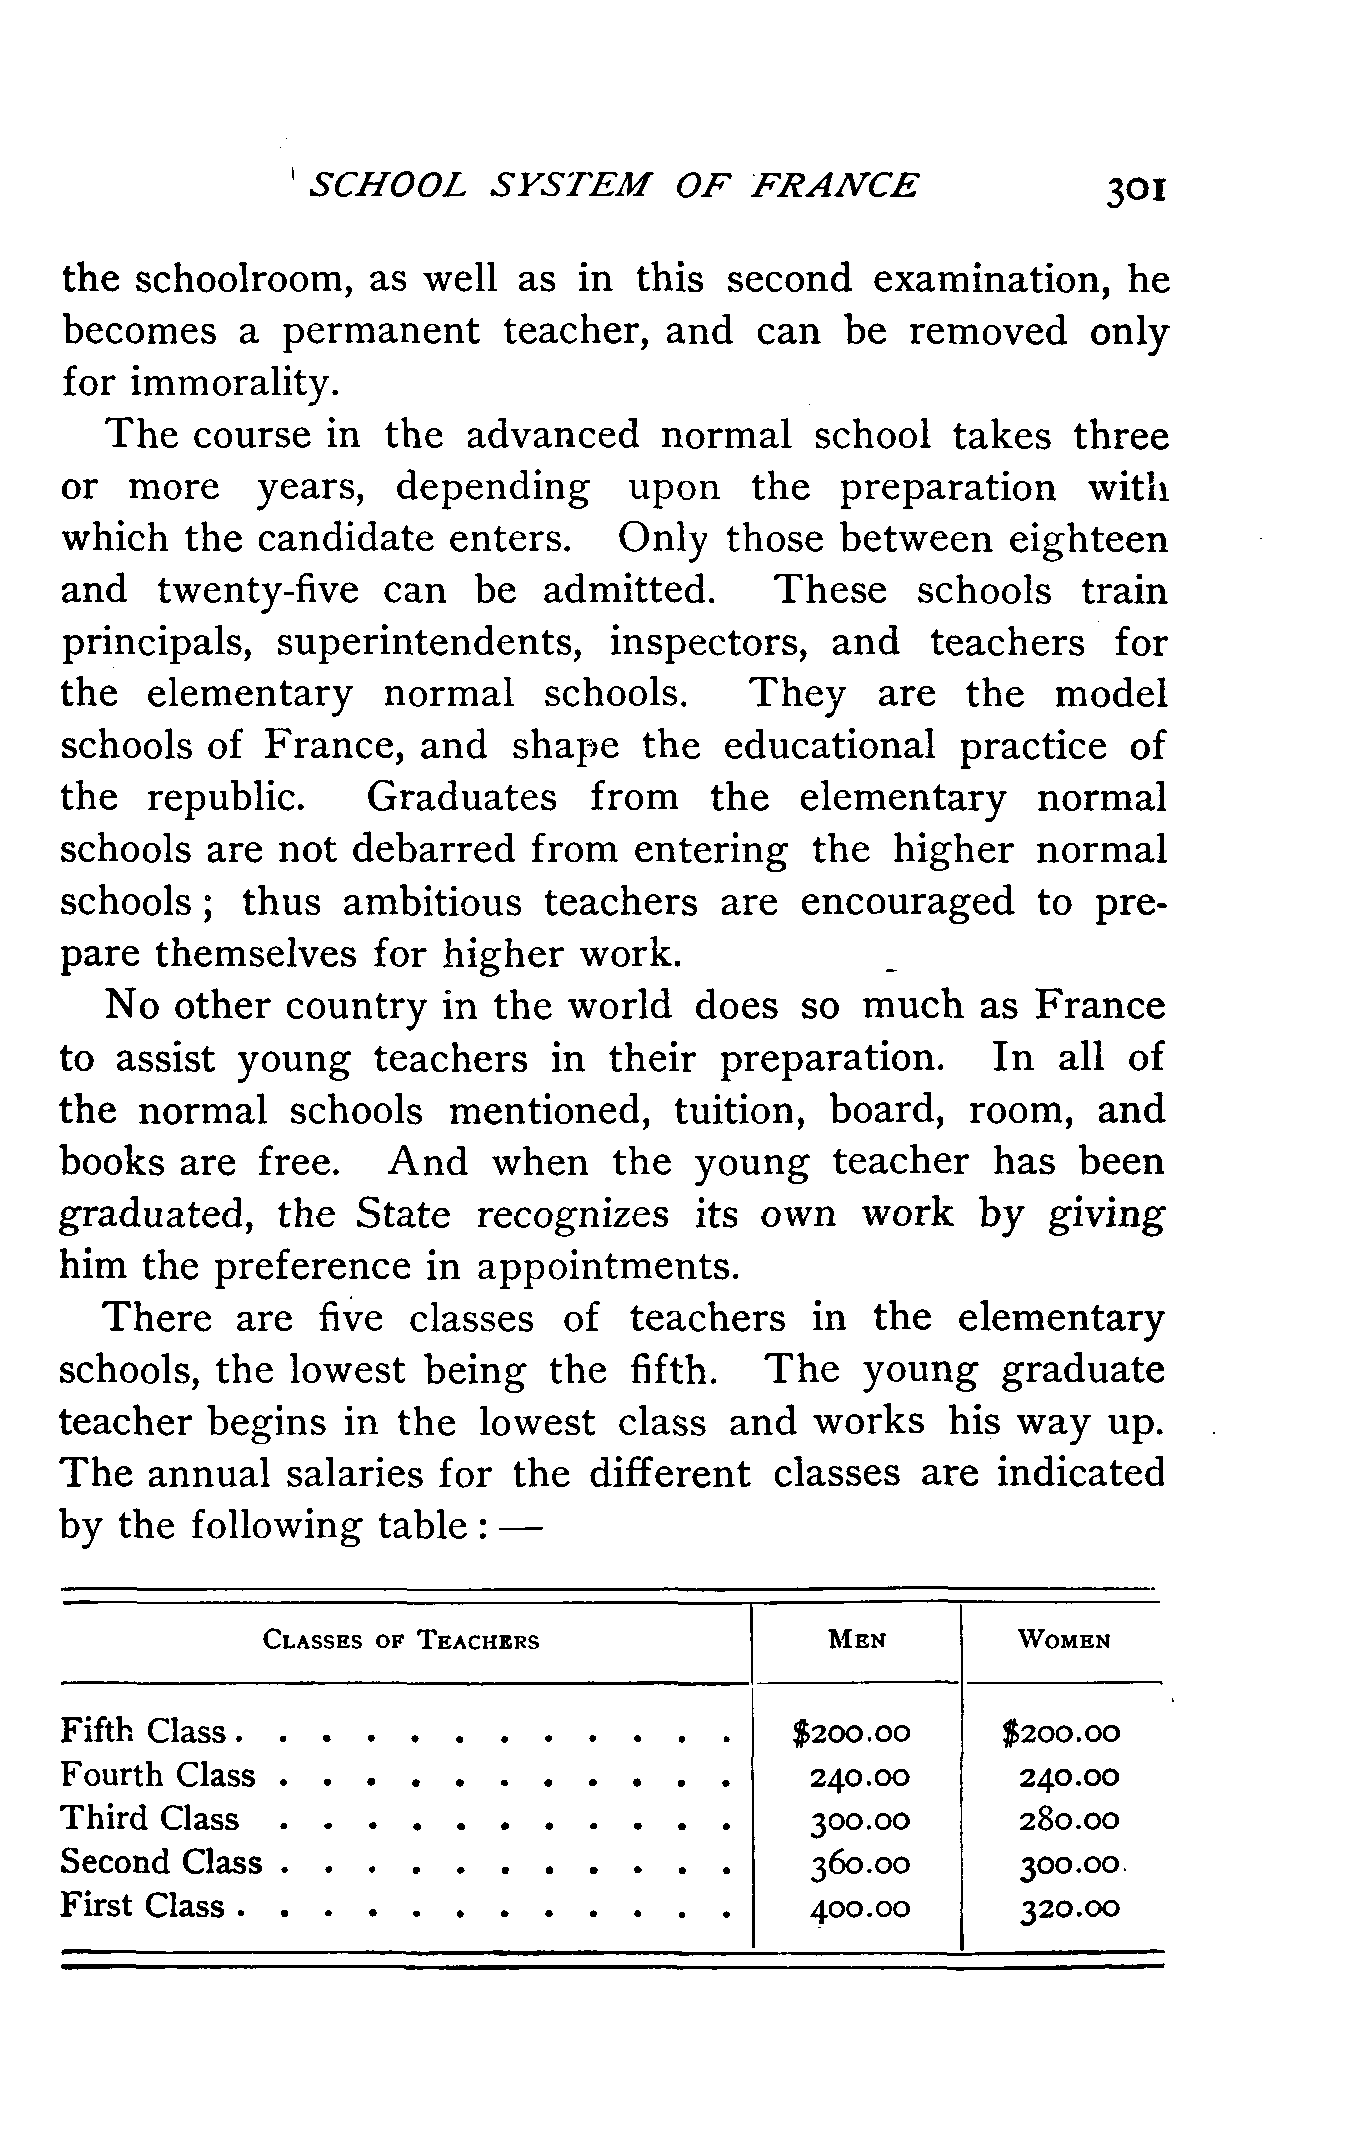 SCHOOL SYSTEM OF FRANCE 301
the schoolroom, as well as in this second examination, he
becomes a permanent teacher, and can be removed only
for immorality.
The course in the advanced normal school takes three
or more years, depending upon the preparation with
which the candidate enters. Only those between eighteen
and twenty-five can be admitted. These schools train
principals, superintendents, inspectors, and teachers for
the elementary normal schools. They are the model
schools of France, and shape the educational practice of
the republic. Graduates from the elementary normal
schools are not debarred from entering the higher normal
schools; thus ambitious teachers are encouraged to pre-
pare themselves for higher work.
No other country in the world does so much as France
to assist young teachers in their preparation. In all of
the normal schools mentioned, tuition, board, room, and
books are free. And when the young teacher has been
graduated, the State recognizes its own work by giving
him the preference in appointments.
There are five classes of teachers in the elementary
schools, the lowest being the fifth. The young graduate
teacher begins in the lowest class and works his way up.
The annual salaries for the different classes are indicated
by the following table: —
CLASSES OF TEACHERS MEN WOMEN
Fifth Class . . . . . . . . . . . . $200.00 $200.00
Fourth Class . . . . . . . . . . . 240.00 240.00
Third Class . . . . . . . . . . . 300.00 280.00
Second Class . . . . . . . . . . . 360.00 300.00
First Class . . . . . . . . . . . . 400.00 320.00